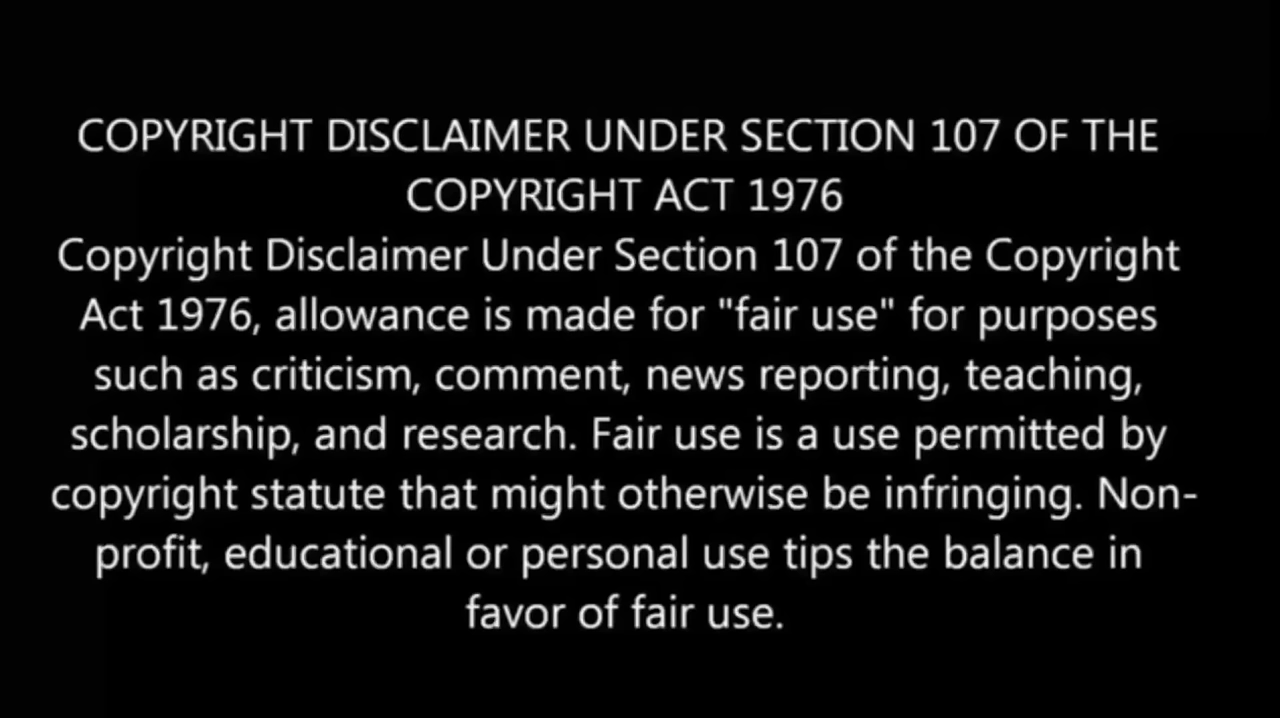 COPYRIGHT DISCLAIMER UNDER SECTION 107 OF THE
COPYRIGHT ACT 1976
Copyright Disclaimer Under Section 107 of the Copyright
Act 1976, allowance is made for "fair use" for purposes
such as criticism, comment, news reporting, teaching,
scholarship, and research. Fair use is a use permitted by
copyright statute that might otherwise be infringing. Non-
profit, educational or personal use tips the balance in
favor of fair use.